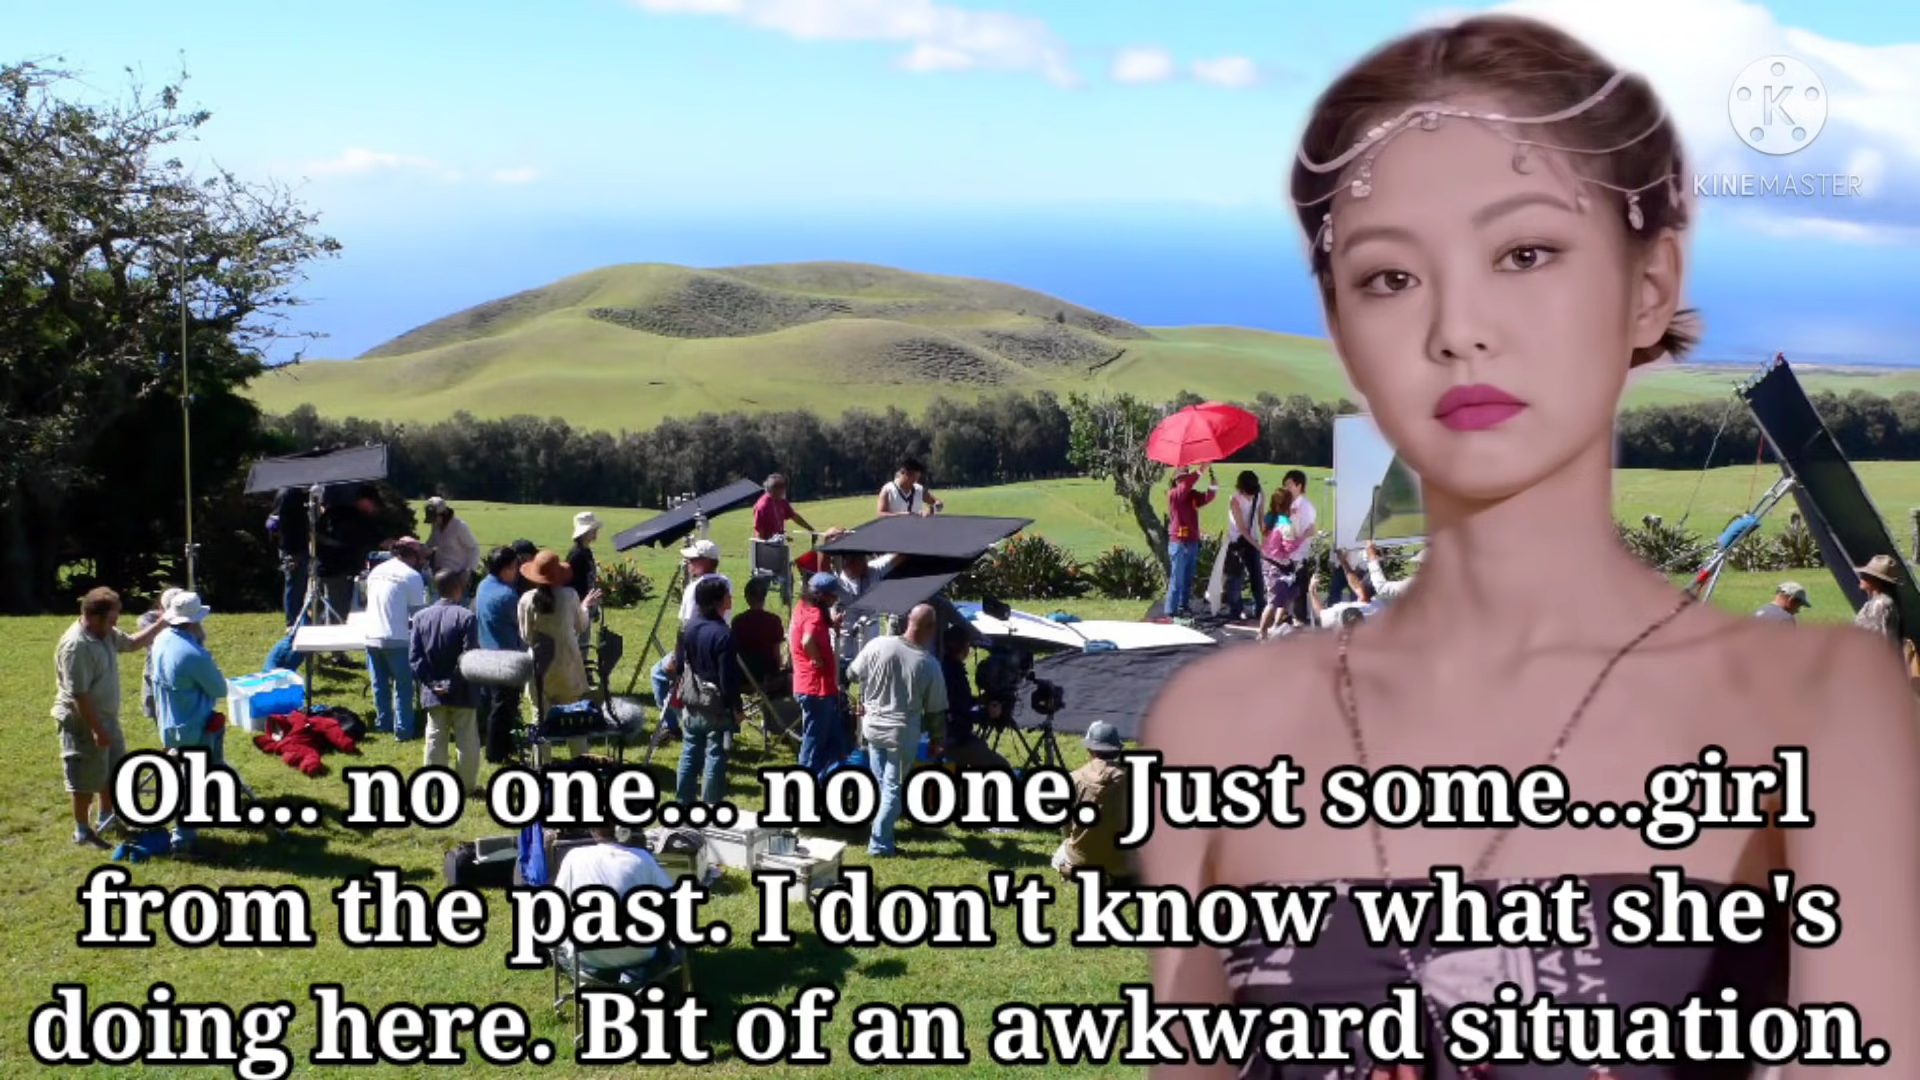 KINEMASTER
Oh... no one... no one. Just some...girl
from the past. I don't know what she's
doing here. Bit of an awkward situation.